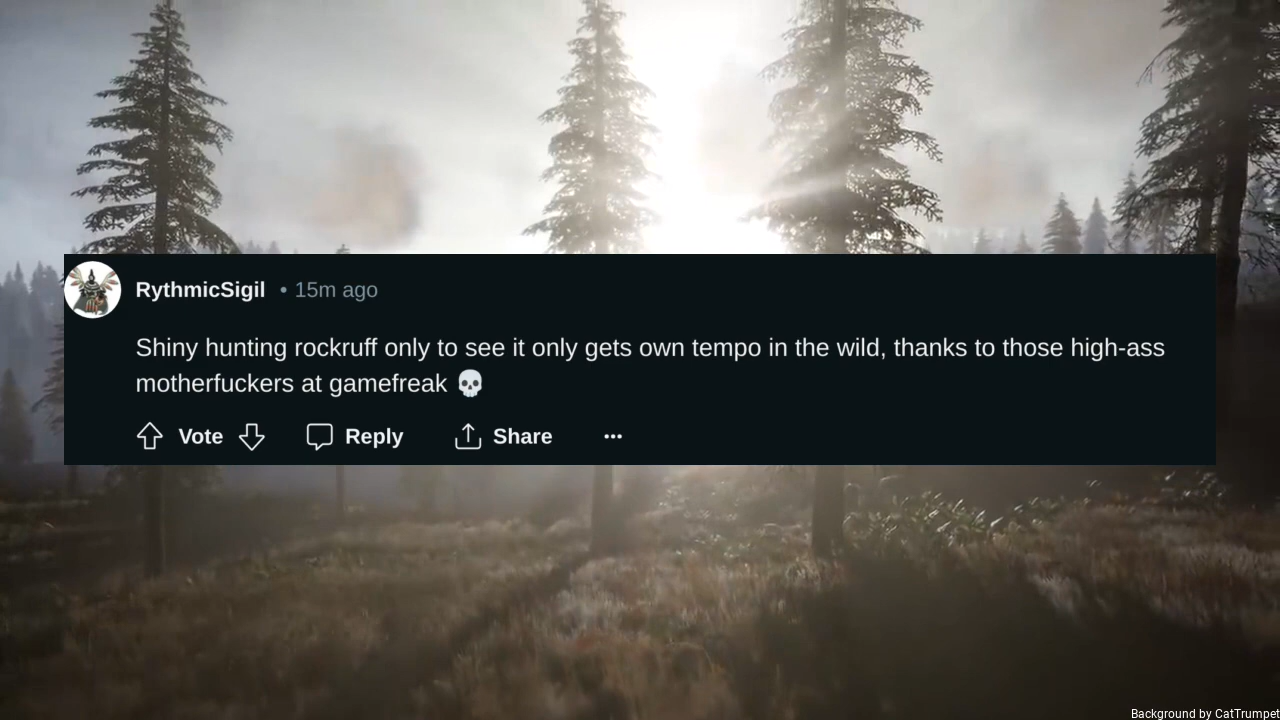 RythmicSigil • 15m ago
Shiny hunting rockruff only to see it only gets own tempo in the wild, thanks to those high-ass
motherfuckers at gamefreak 💀
Vote Reply Share ...
Background by CatTrumpet